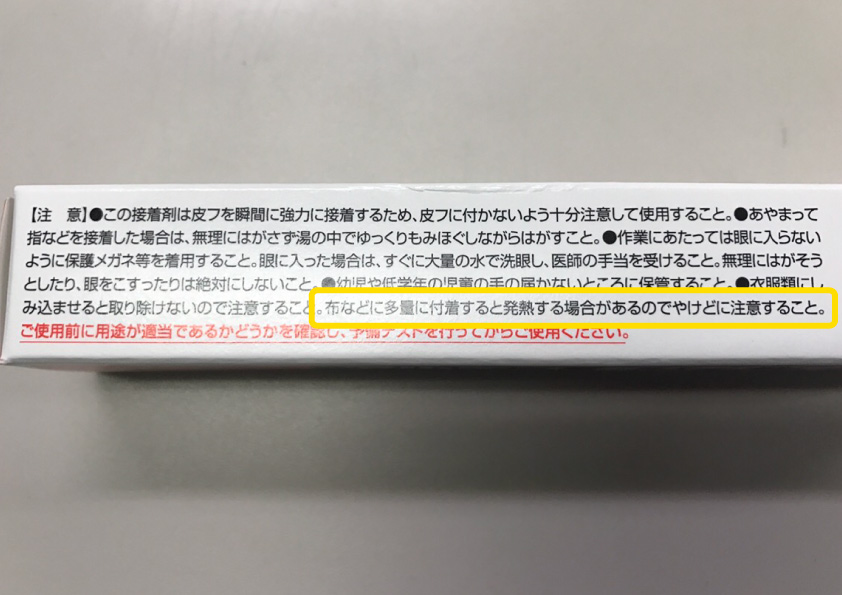 【注　意】●この接着剤は皮フを瞬間に強力に接着するため、皮フに付かないよう十分注意して使用すること。●あやまって
指などを接着した場合は、無理にはがさず湯の中でゆっくりもみほぐしながらはがすこと。●作業にあたっては眼に入らない
ように保護メガネ等を着用すること。眼に入った場合は、すぐに大量の水で洗眼し、医師の手当を受けること。無理にはがそう
としたり、眼をこすったりは絶対にしないこと。●幼児や低学年の児童の手の届かないところに保管すること。●衣服類にし
み込ませると取り除けないので注意すること。布などに多量に付着すると発熱する場合があるのでやけどに注意すること。
ご使用前に用途が適当であるかどうかを確認し、予備テストを行ってからご使用ください。